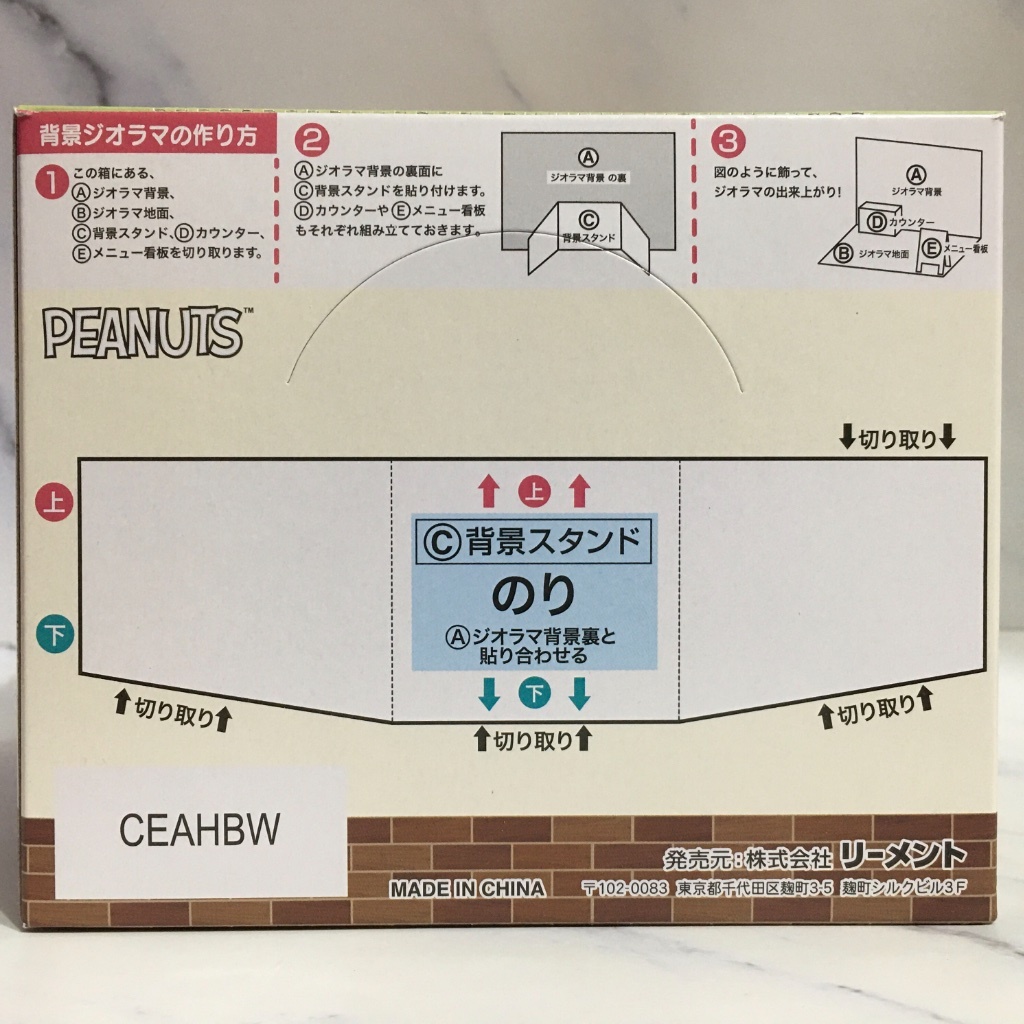 背景ジオラマの作り方
1
この箱にある、
Ⓐジオラマ背景、
Ⓑジオラマ地面、
Ⓒ背景スタンド、Ⓓカウンター、
Ⓔメニュー看板を切り取ります。
2
Ⓐジオラマ背景の裏面に
Ⓒ背景スタンドを貼り付けます。
ⒹカウンターやⒺメニュー看板
もそれぞれ組み立てておきます。
Ⓐ
ジオラマ背景 の裏
Ⓒ
背景スタンド
3
図のように飾って、
ジオラマの出来上がり!
Ⓐ
ジオラマ背景
Ⓓカウンター
Ⓑ ジオラマ地面
Ⓔメニュー看板
PEANUTS™
↓切り取り↓
上
↑上↑
Ⓒ背景スタンド
のり
Ⓐジオラマ背景裏と
貼り合わせる
下
↓下↓
↑切り取り↑
↑切り取り↑
↑切り取り↑
CEAHBW
発売元:株式会社 リーメント
MADE IN CHINA
〒102-0083 東京都千代田区麹町3-5 麹町シルクビル3F